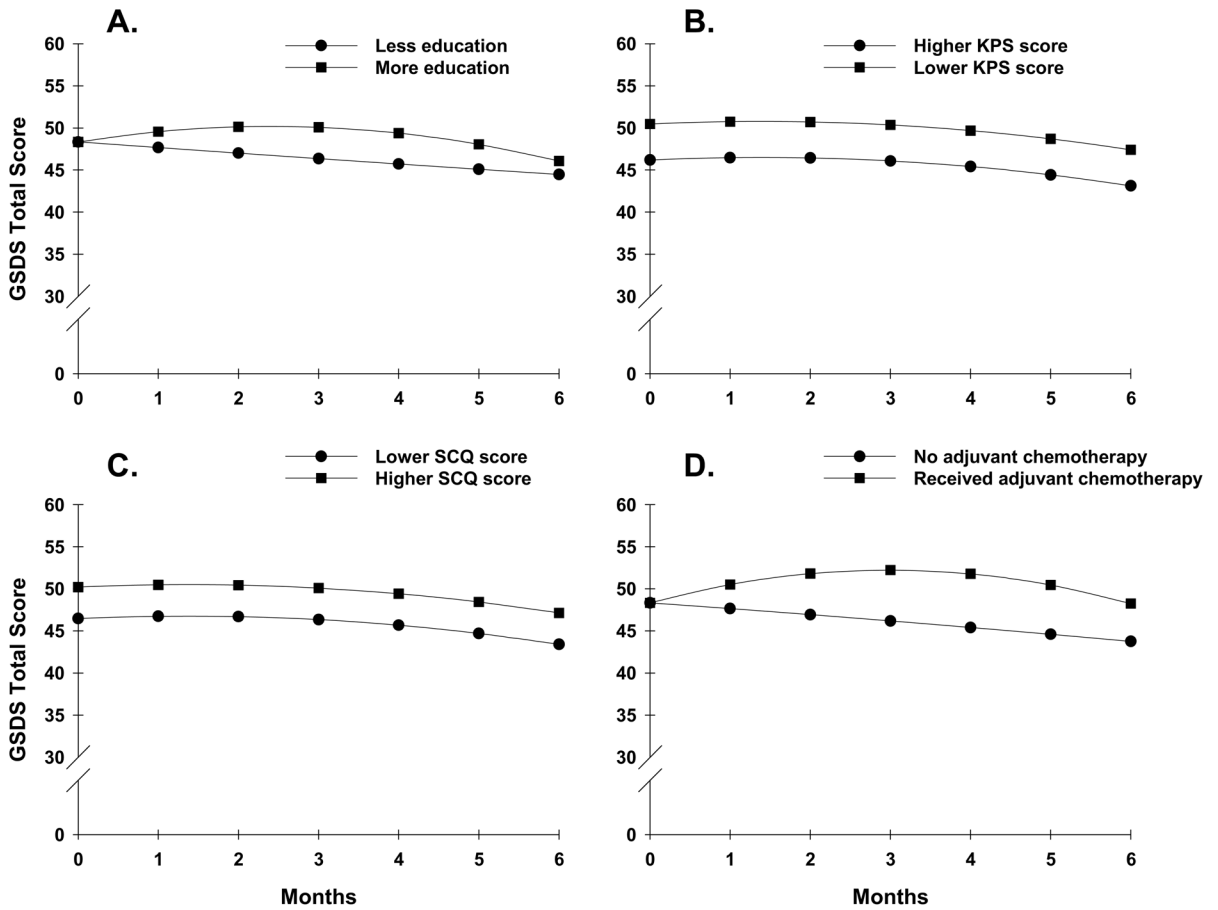 A.
Less education
More education
60
55
50
45
40
35
30
0
GSDS Total Score
0 1 2 3 4 5 6
B.
Higher KPS score
Lower KPS score
60
55
50
45
40
35
30
0
0 1 2 3 4 5 6
C.
Lower SCQ score
Higher SCQ score
60
55
50
45
40
35
30
0
GSDS Total Score
0 1 2 3 4 5 6
Months
D.
No adjuvant chemotherapy
Received adjuvant chemotherapy
60
55
50
45
40
35
30
0
0 1 2 3 4 5 6
Months